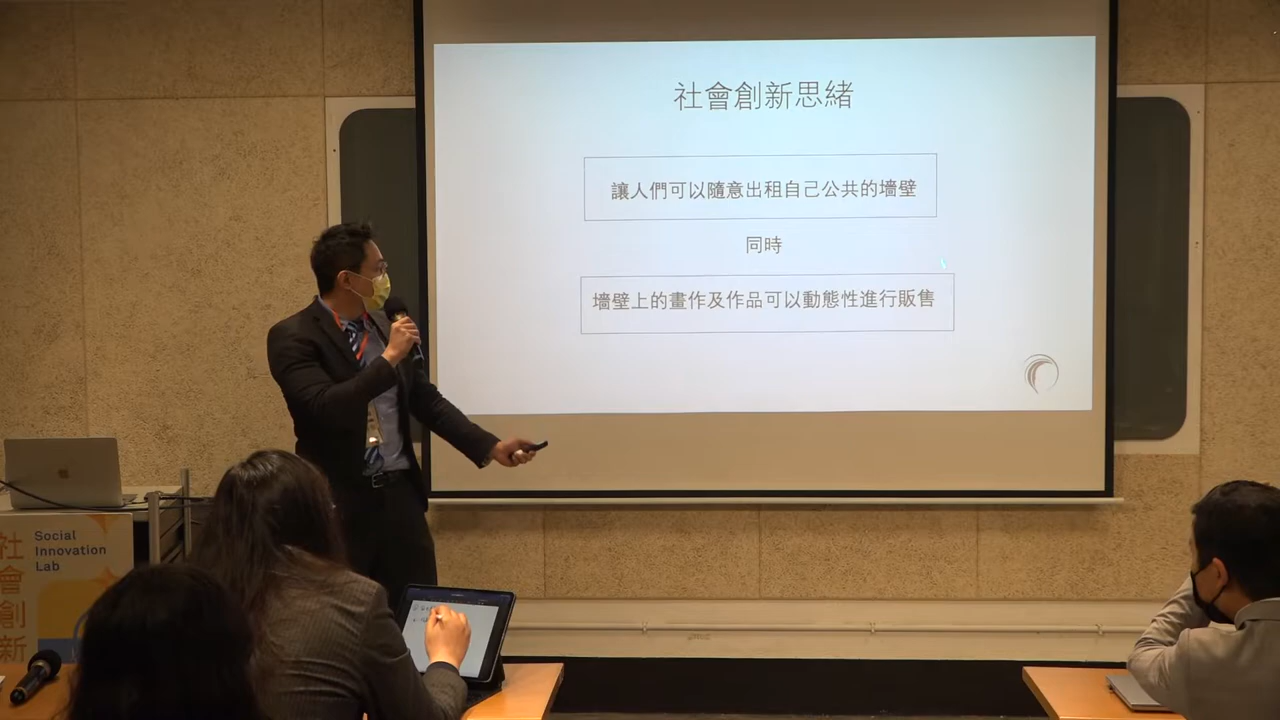 社會創新思緒
讓人們可以隨意出租自己公共的墻壁
同時
墻壁上的畫作及作品可以動態性進行販售
Social
Innovation
Lab
社會創新